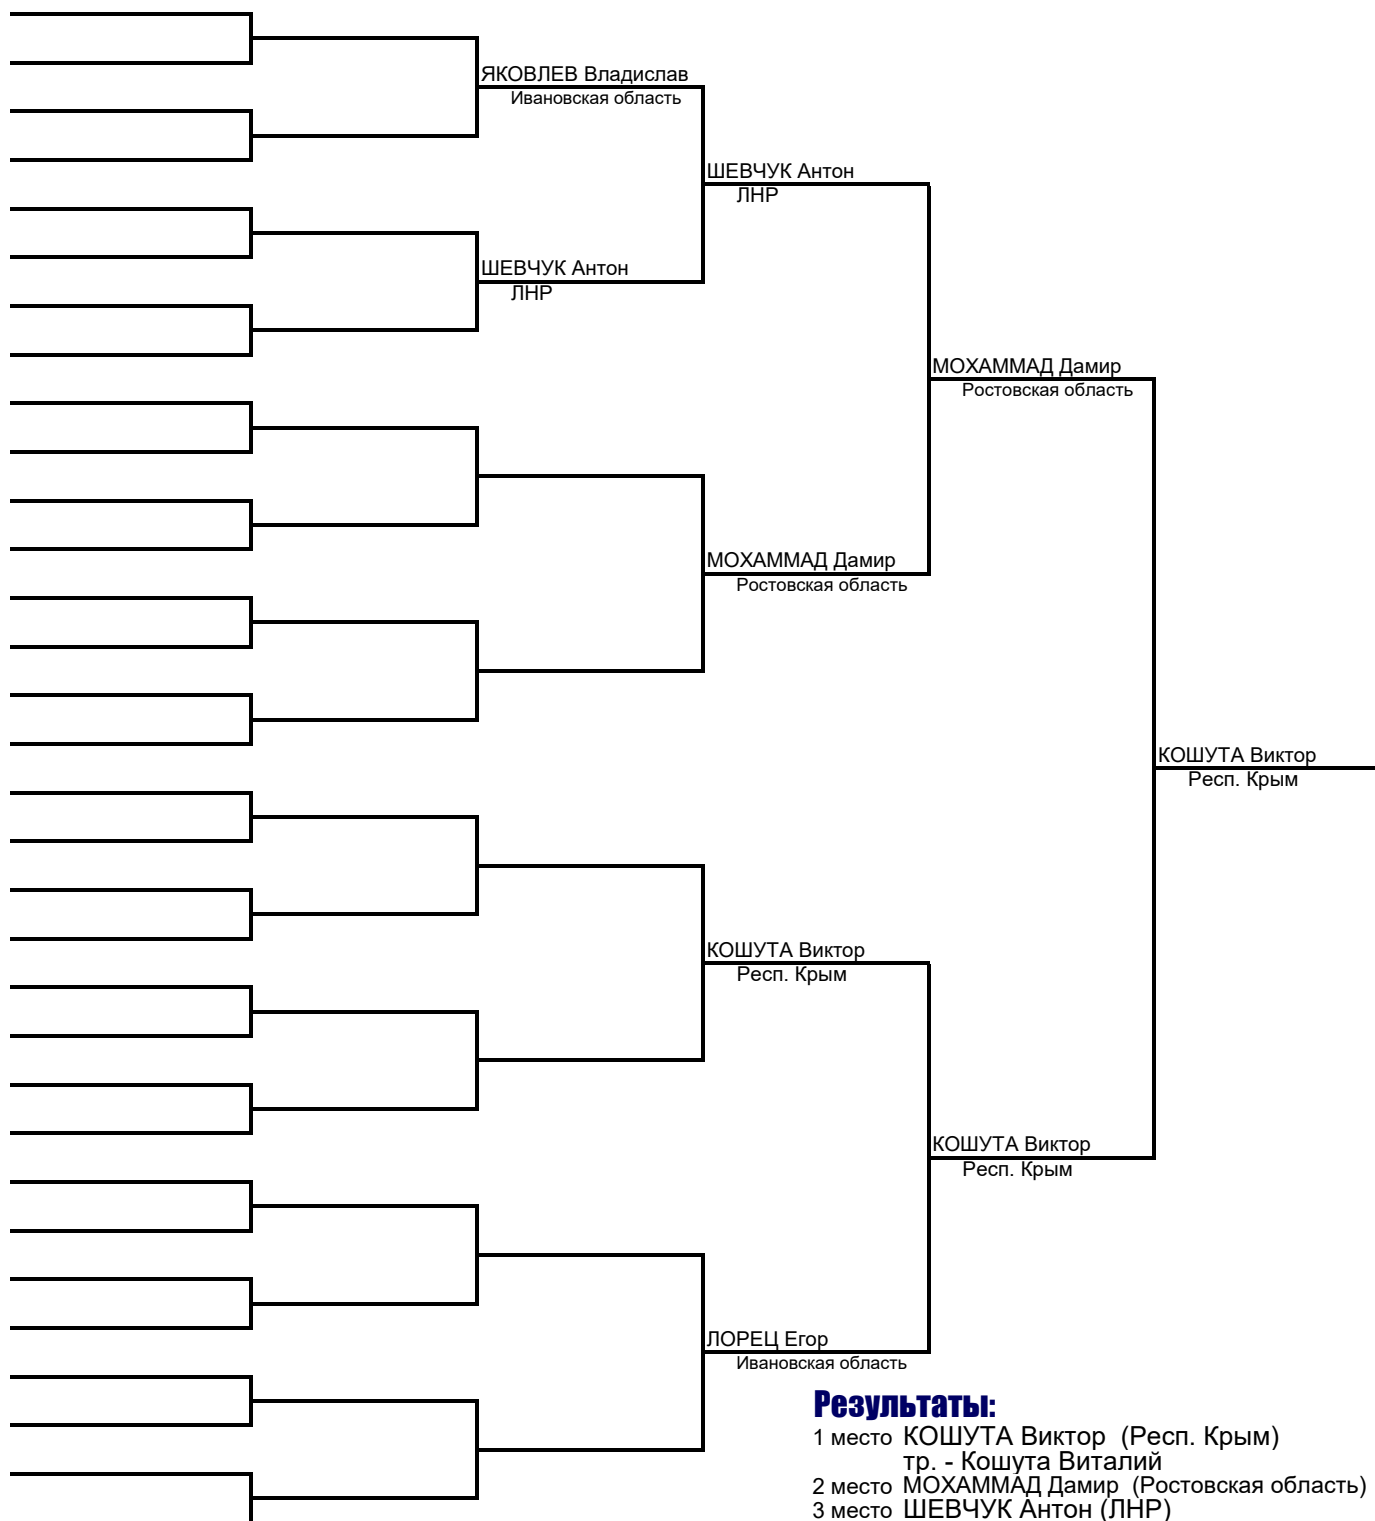 ЯКОВЛЕВ Владислав
Ивановская область
ШЕВЧУК Антон
ЛНР
ШЕВЧУК Антон
ЛНР
МОХАММАД Дамир
Ростовская область
МОХАММАД Дамир
Ростовская область
КОШУТА Виктор
Респ. Крым
КОШУТА Виктор
Респ. Крым
КОШУТА Виктор
Респ. Крым
ЛОРЕЦ Егор
Ивановская область
Результаты:
1 место КОШУТА Виктор (Респ. Крым)
тр. - Кошута Виталий
2 место МОХАММАД Дамир (Ростовская область)
3 место ШЕВЧУК Антон (ЛНР)